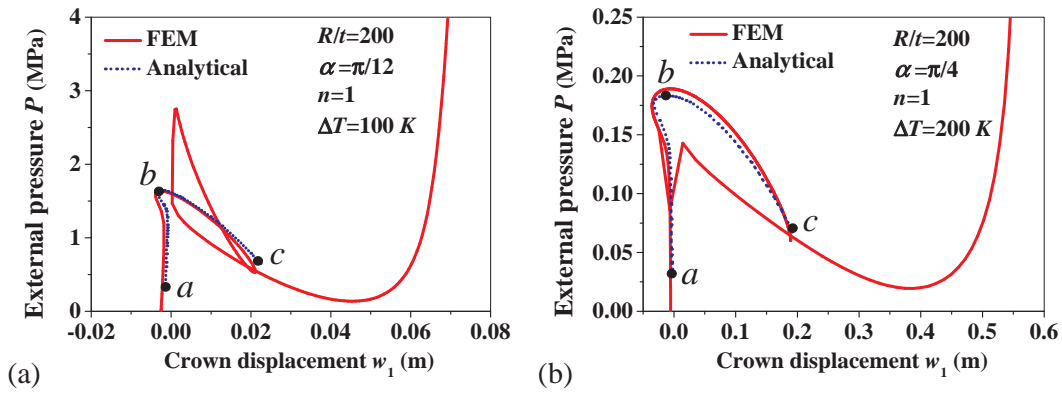 4
3
2
1
0
-0.02
0.00
0.02
0.04
0.06
0.08
External pressure P (MPa)
Crown displacement w₁ (m)
FEM
Analytical
R/t=200
α=π/12
n=1
ΔT=100 K
b
a
c
(a)
0.25
0.20
0.15
0.10
0.05
0.00
0.0
0.1
0.2
0.3
0.4
0.5
0.6
External pressure P (MPa)
Crown displacement w₁ (m)
FEM
Analytical
R/t=200
α=π/4
n=1
ΔT=200 K
b
c
a
(b)